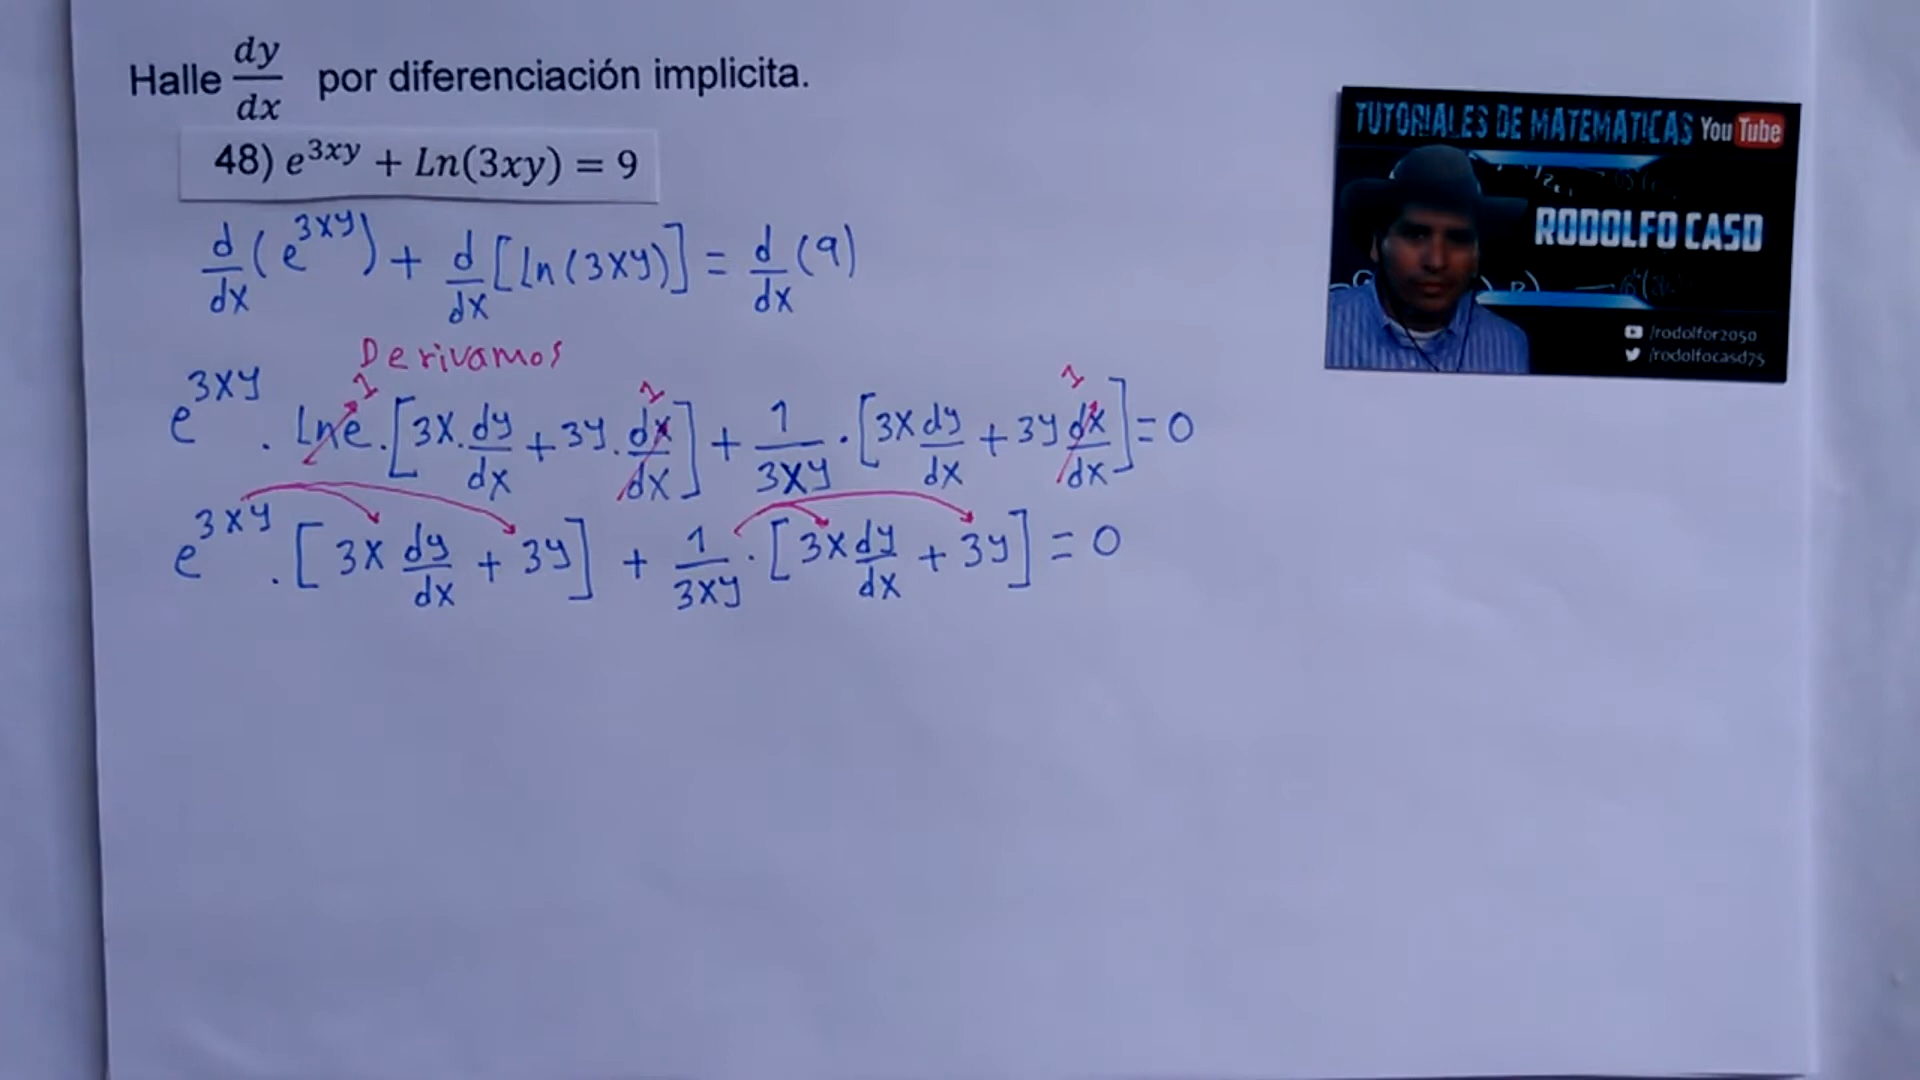 Halle dy/dx por diferenciación implicita.
48) e^{3xy} + Ln(3xy) = 9
d/dx (e^{3xy}) + d/dx [ln(3xy)] = d/dx (9)
Derivamos
e^{3xy} . Lne . [3x . dy/dx + 3y . dx/dx] + 1/3xy . [3x dy/dx + 3y dx/dx] = 0
1 1 1
e^{3xy} . [3x dy/dx + 3y] + 1/3xy . [3x dy/dx + 3y] = 0
TUTORIALES DE MATEMATICAS YouTube
RODOLFO CASD
/rodolfor2050
/rodolfocasd75